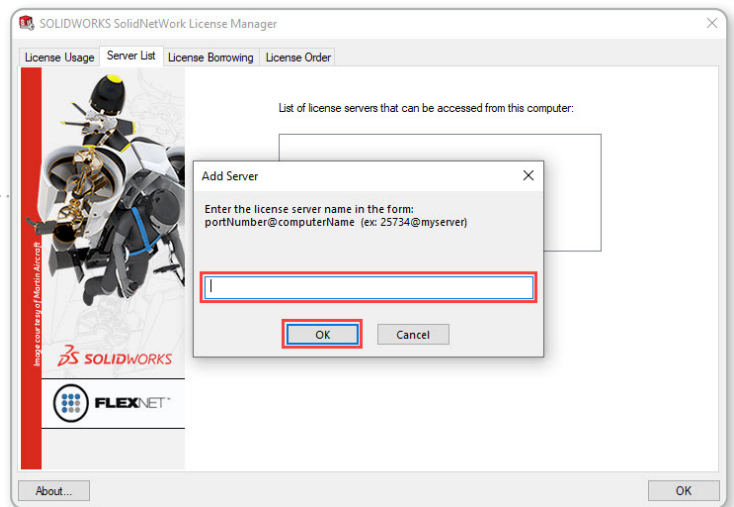 SOLIDWORKS SolidNetWork License Manager
License Usage Server List License Borrowing License Order
List of license servers that can be accessed from this computer:
Add Server
Enter the license server name in the form:
portNumber@computerName (ex: 25734@myserver)
OK Cancel
Image courtesy of Martin Aircraft
SOLIDWORKS
FLEXNET
About... OK